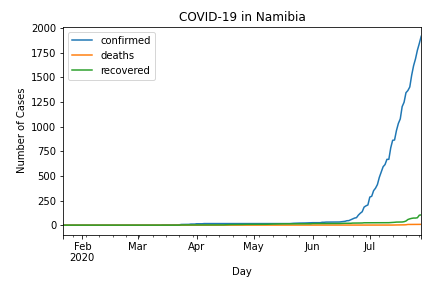 COVID-19 in Namibia
confirmed
deaths
recovered
Number of Cases
2000
1750
1500
1250
1000
750
500
250
0
Feb Mar Apr May Jun Jul
2020
Day